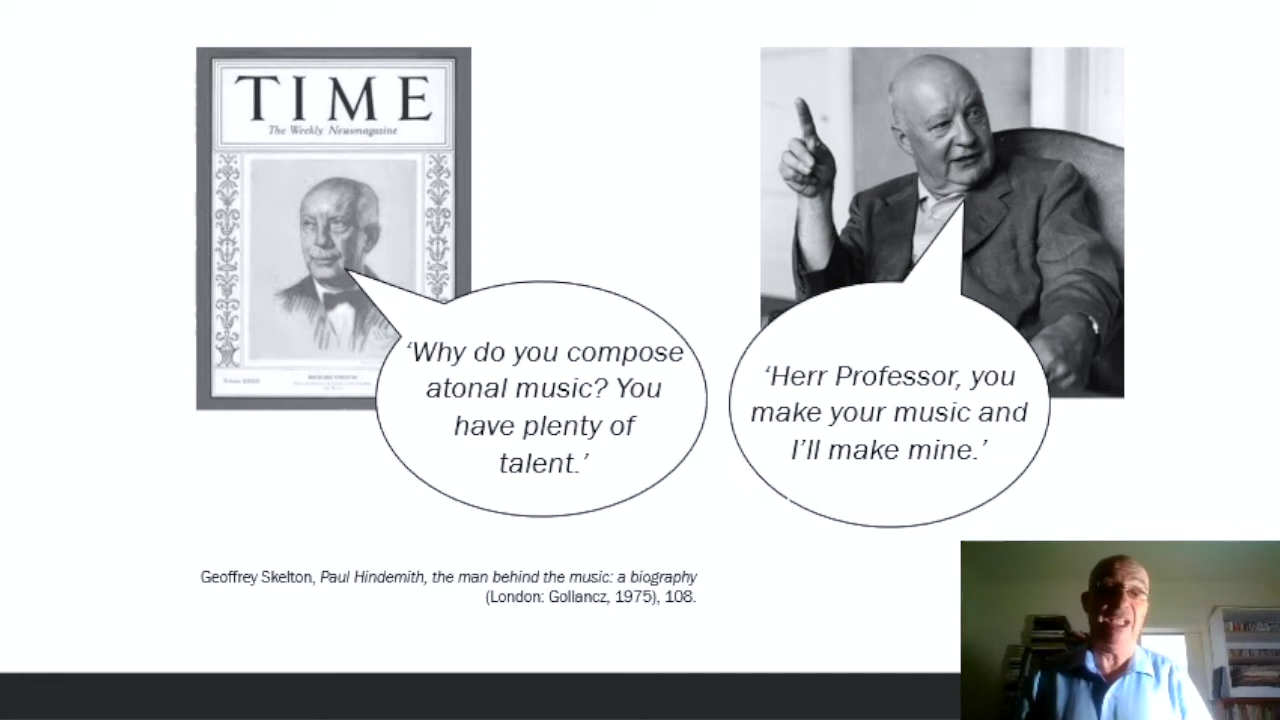 TIME
The Weekly Newsmagazine
'Why do you compose
atonal music? You
have plenty of
talent.'
'Herr Professor, you
make your music and
I'll make mine.'
Geoffrey Skelton, Paul Hindemith, the man behind the music: a biography
(London: Gollancz, 1975), 108.